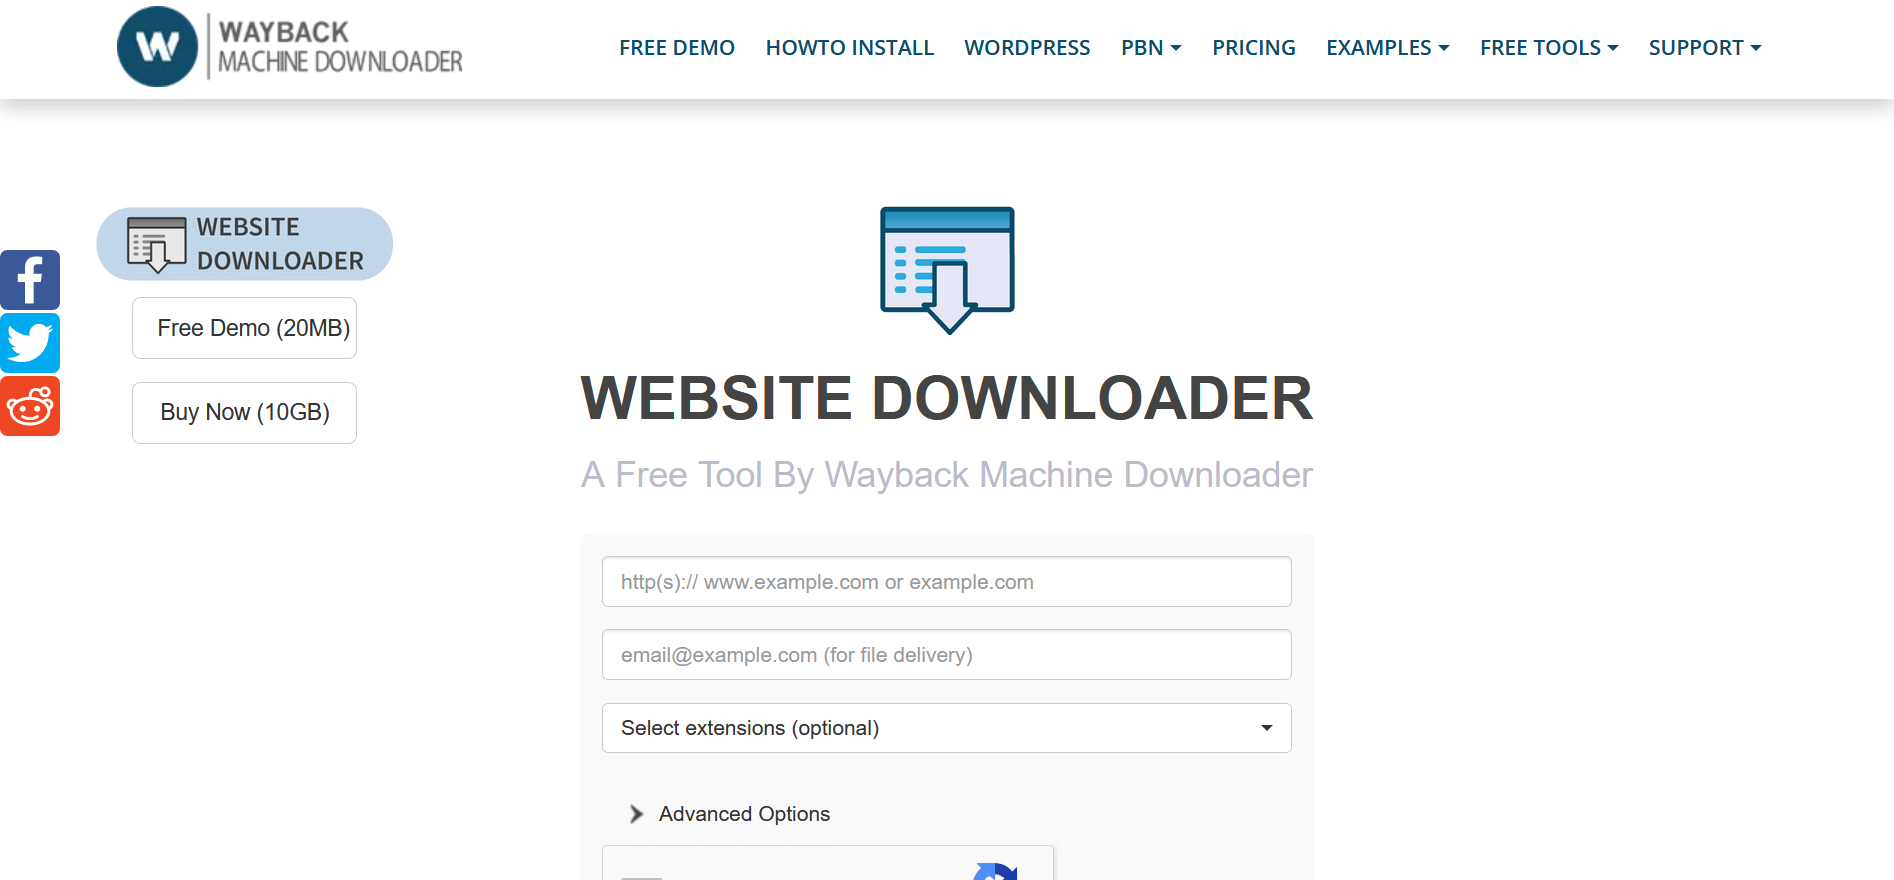 WAYBACK
MACHINE DOWNLOADER
FREE DEMO HOWTO INSTALL WORDPRESS PBN PRICING EXAMPLES FREE TOOLS SUPPORT
WEBSITE
DOWNLOADER
Free Demo (20MB)
Buy Now (10GB)
WEBSITE DOWNLOADER
A Free Tool By Wayback Machine Downloader
http(s):// www.example.com or example.com
email@example.com (for file delivery)
Select extensions (optional)
Advanced Options